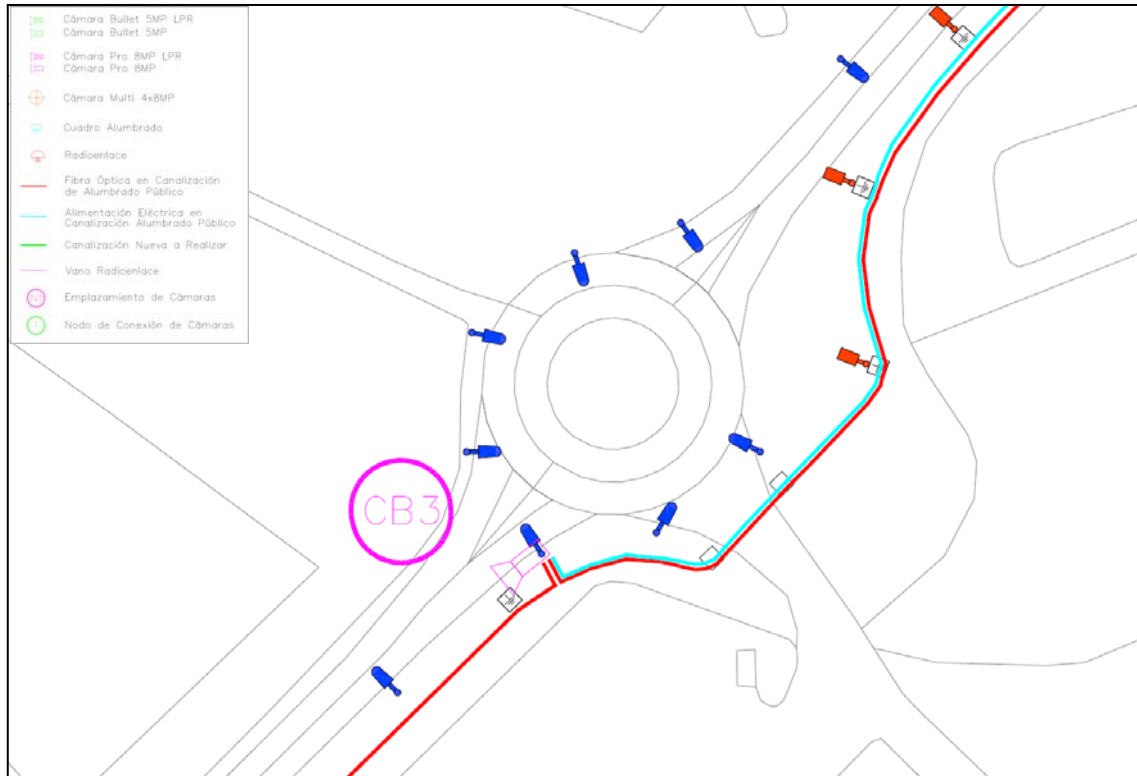 Cámara Bullet 5MP LPR
Cámara Bullet 5MP
Cámara Pro 8MP LPR
Cámara Pro 8MP
Cámara Multi 4x8MP
Cuadro Alumbrado
Radioenlace
Fibra Óptica en Canalización
de Alumbrado Público
Alimentación Eléctrica en
Canalización Alumbrado Público
Canalización Nueva a Realizar
Vano Radioenlace
Emplazamiento de Cámaras
Nodo de Conexión de Cámaras
CB3